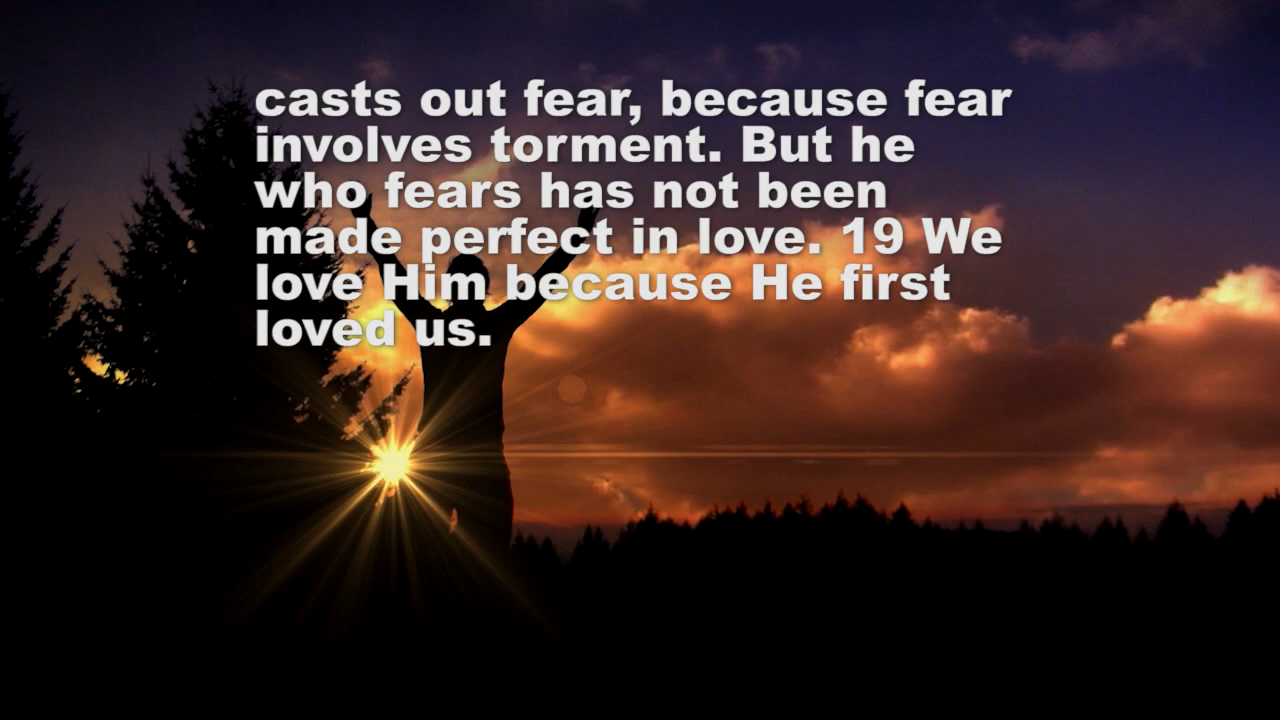 casts out fear, because fear
involves torment. But he
who fears has not been
made perfect in love. 19 We
love Him because He first
loved us.